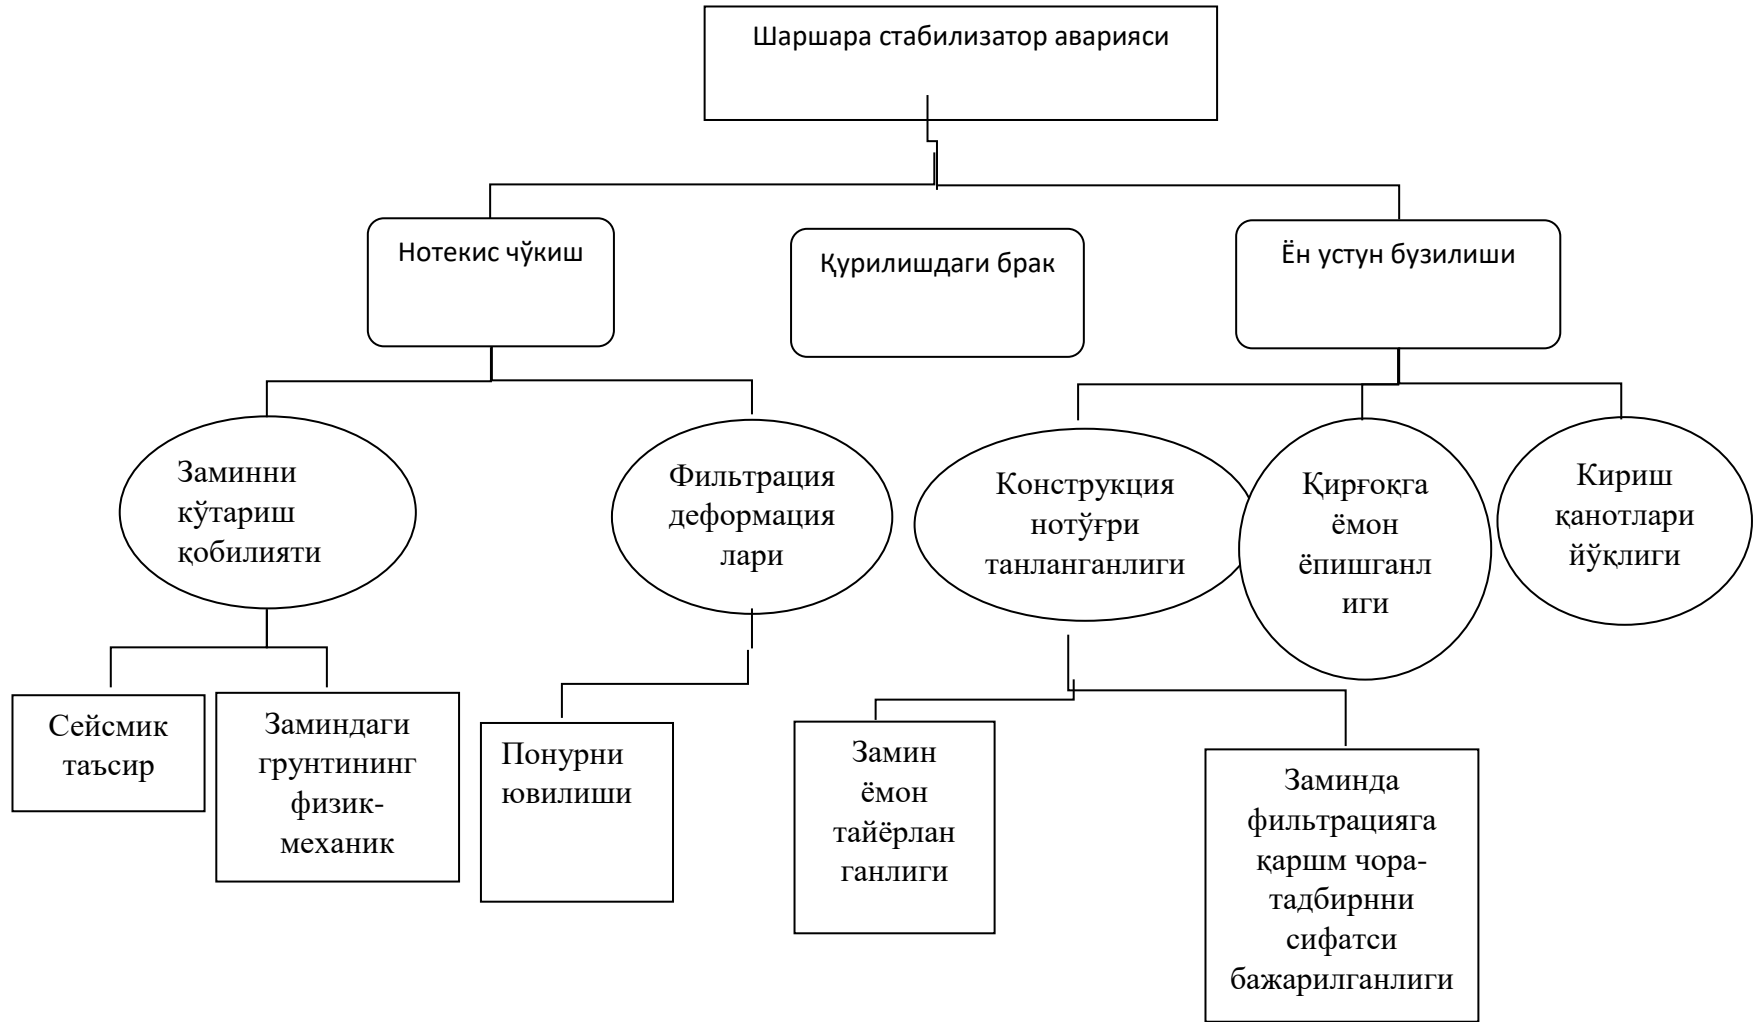 Шаршара стабилизатор аварияси
Нотекис чўкиш
Қурилишдаги брак
Ён устун бузилиши
Заминни
кўтариш
қобилияти
Фильтрация
деформация
лари
Конструкция
нотўғри
танланганлиги
Қирғоқга
ёмон
ёпишганл
иги
Кириш
қанотлари
йўқлиги
Сейсмик
таъсир
Заминдаги
грунтининг
физик-
механик
Понурни
ювилиши
Замин
ёмон
тайёрлан
ганлиги
Заминда
фильтрацияга
қаршм чора-
тадбирнни
сифатси
бажарилганлиги